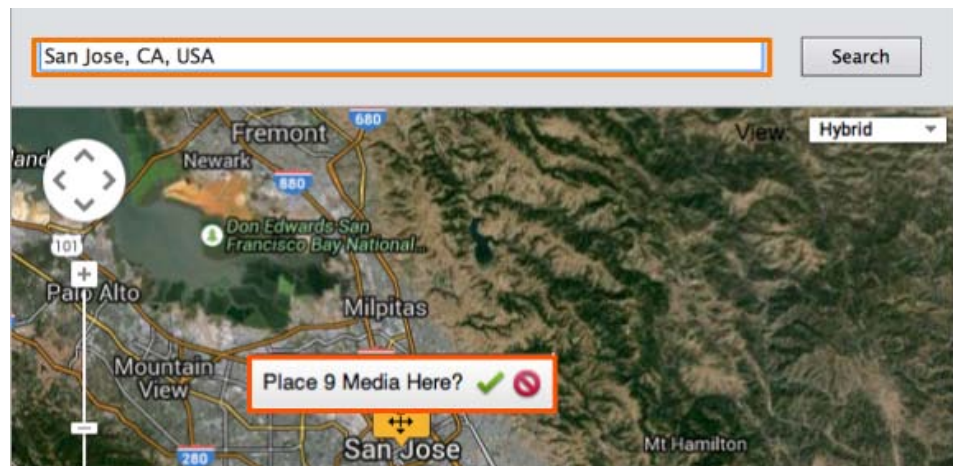 San Jose, CA, USA
Search
680
Fremont
View:
Hybrid
Newark
880
Don Edwards San
Francisco Bay National...
101
Palo Alto
Milpitas
Mountain
View
Place 9 Media Here?
San Jose
Mt Hamilton
280